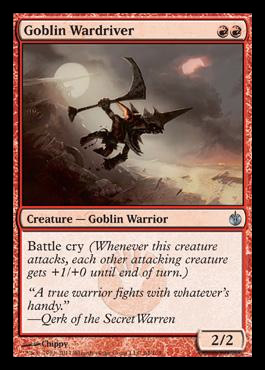 Goblin Wardriver
Creature — Goblin Warrior
Battle cry (Whenever this creature
attacks, each other attacking creature
gets +1/+0 until end of turn.)
"A true warrior fights with whatever's
handy."
—Qerk of the Secret Warren
2/2
Chippy